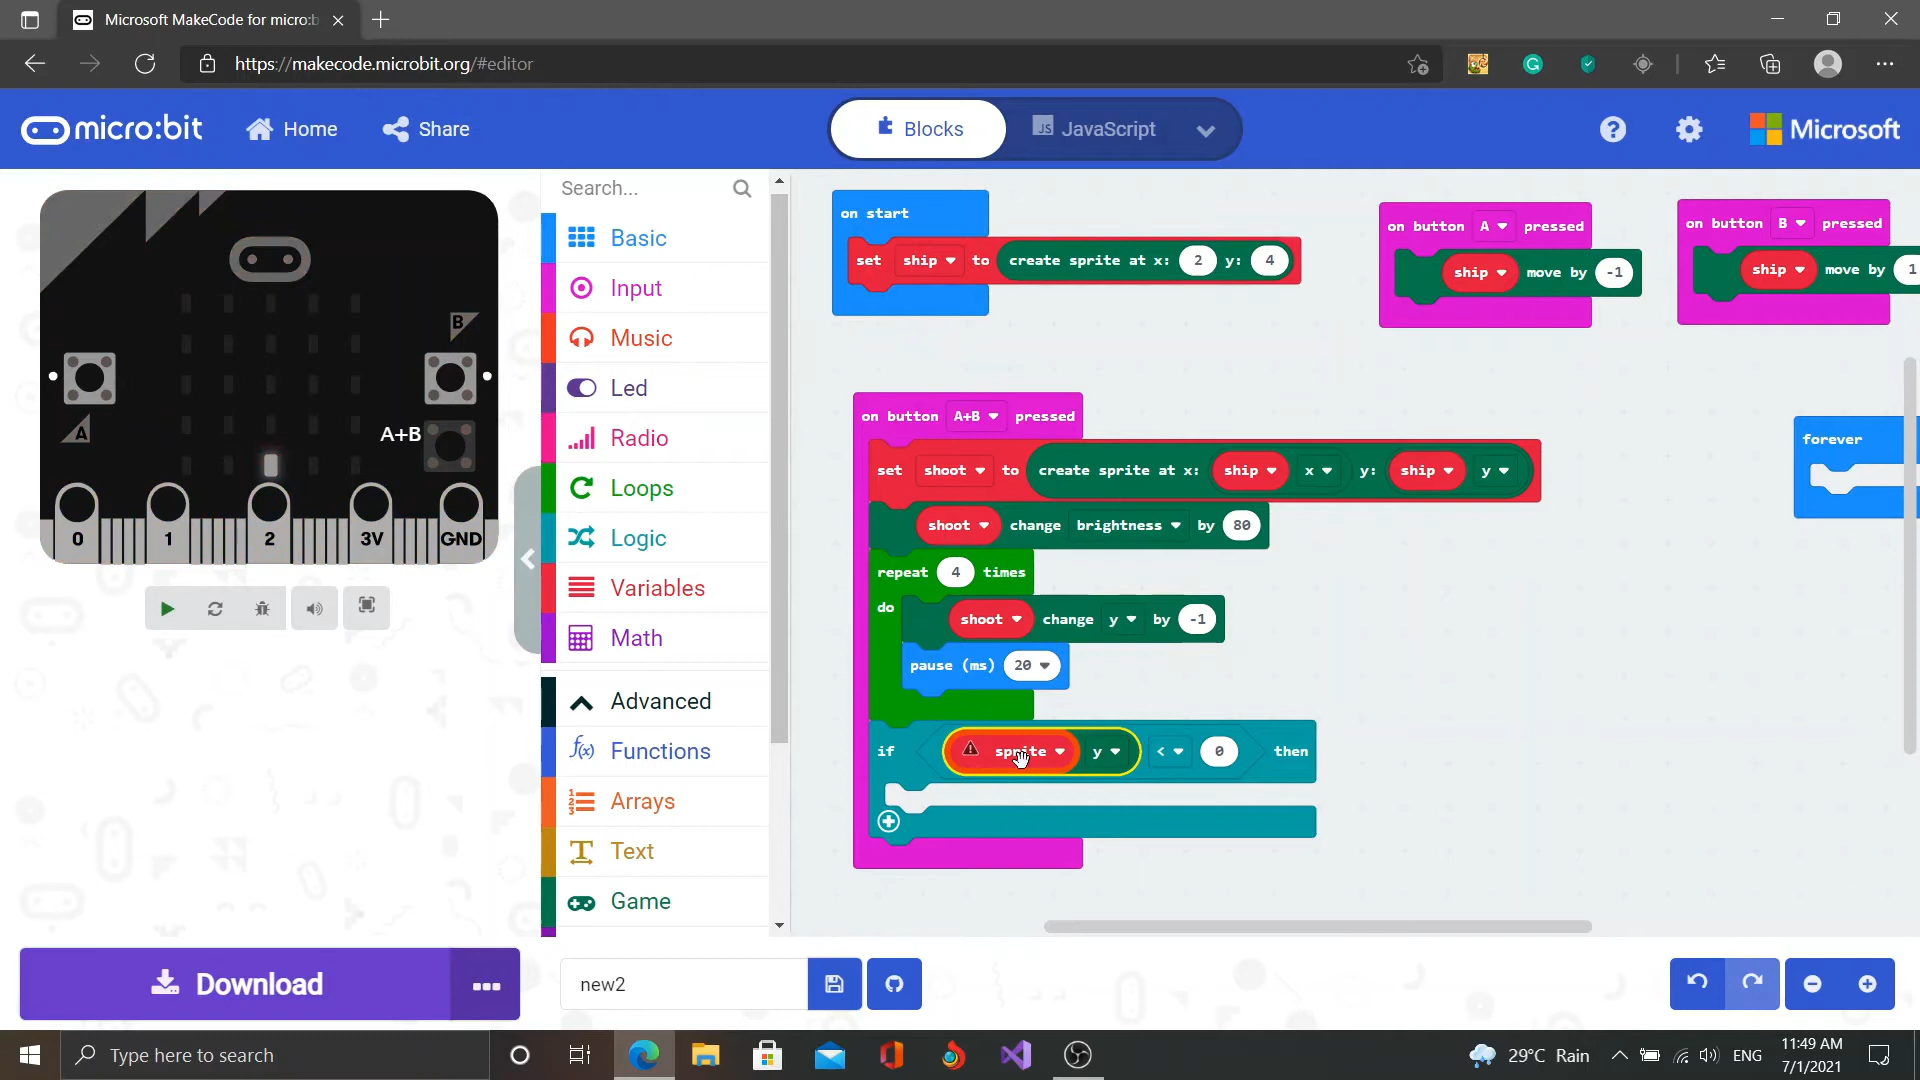 Microsoft MakeCode for micro:b
https://makecode.microbit.org/#editor
micro:bit
Home
Share
Blocks
JS JavaScript
Microsoft
B
A
A+B
0 1 2 3V GND
Search...
Basic
Input
Music
Led
Radio
Loops
Logic
Variables
Math
Advanced
Functions
Arrays
Text
Game
on start
set ship to create sprite at x: 2 y: 4
on button A pressed
ship move by -1
on button B pressed
ship move by 1
on button A+B pressed
set shoot to create sprite at x: ship x y: ship y
shoot change brightness by 80
repeat 4 times
do
shoot change y by -1
pause (ms) 20
if sprite y < 0 then
forever
Download
new2
Type here to search
29°C Rain
ENG
11:49 AM
7/1/2021